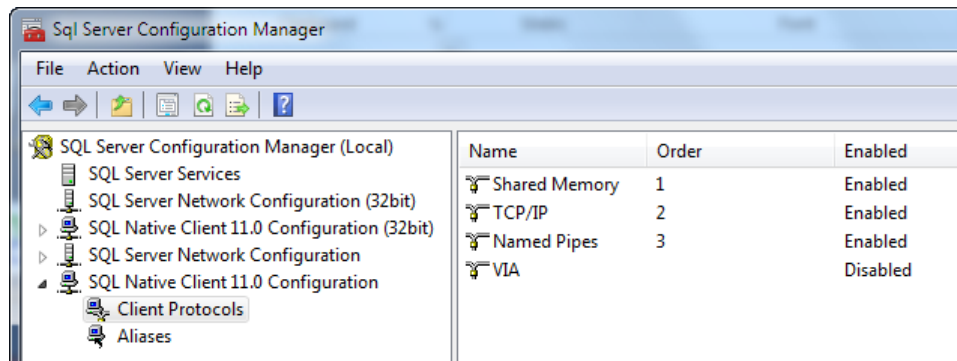 Sql Server Configuration Manager
File Action View Help
SQL Server Configuration Manager (Local)
SQL Server Services
SQL Server Network Configuration (32bit)
SQL Native Client 11.0 Configuration (32bit)
SQL Server Network Configuration
SQL Native Client 11.0 Configuration
Client Protocols
Aliases
Name Order Enabled
Shared Memory 1 Enabled
TCP/IP 2 Enabled
Named Pipes 3 Enabled
VIA Disabled